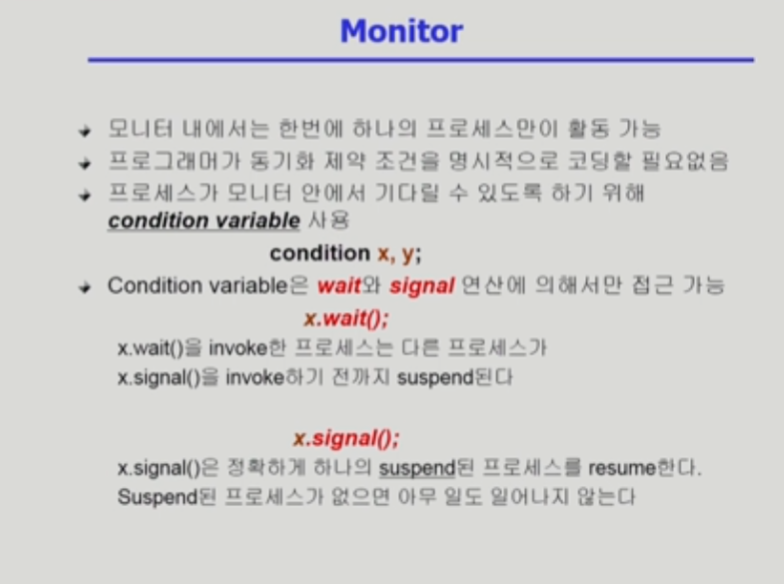 Monitor
모니터 내에서는 한번에 하나의 프로세스만이 활동 가능
프로그래머가 동기화 제약 조건을 명시적으로 코딩할 필요없음
프로세스가 모니터 안에서 기다릴 수 있도록 하기 위해
condition variable 사용
condition x, y;
Condition variable은 wait와 signal 연산에 의해서만 접근 가능
x.wait();
x.wait()을 invoke한 프로세스는 다른 프로세스가
x.signal()을 invoke하기 전까지 suspend된다
x.signal();
x.signal()은 정확하게 하나의 suspend된 프로세스를 resume한다.
Suspend된 프로세스가 없으면 아무 일도 일어나지 않는다